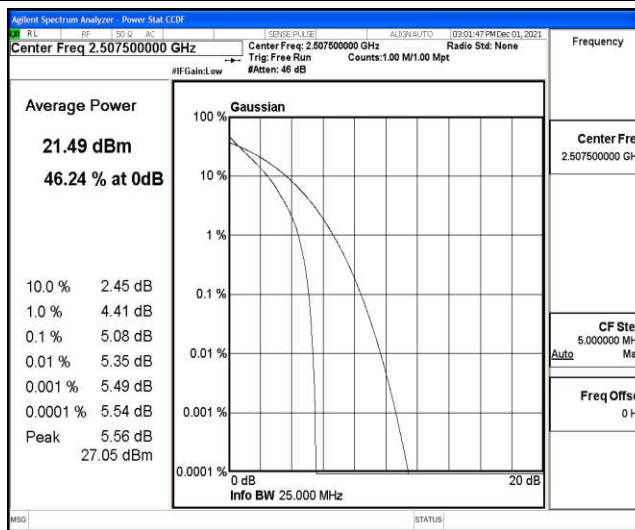 Agilent Spectrum Analyzer - Power Stat CCDF
RL RF 50 Ω AC SENSE:PULSE ALIGN AUTO 03:01:47 PM Dec 01, 2021
Center Freq 2.507500000 GHz
Center Freq: 2.507500000 GHz Radio Std: None
Trig: Free Run Counts:1.00 M/1.00 Mpt
#IFGain:Low #Atten: 46 dB
Frequency
Average Power
21.49 dBm
46.24 % at 0dB
10.0 % 2.45 dB
1.0 % 4.41 dB
0.1 % 5.08 dB
0.01 % 5.35 dB
0.001 % 5.49 dB
0.0001 % 5.54 dB
Peak 5.56 dB
27.05 dBm
Gaussian
100 %
10 %
1 %
0.1 %
0.01 %
0.001 %
0.0001 %
0 dB 20 dB
Info BW 25.000 MHz
Center Fre
2.507500000 GH
CF Ste
5.000000 MH
Auto Ma
Freq Offse
0 H
MSG STATUS